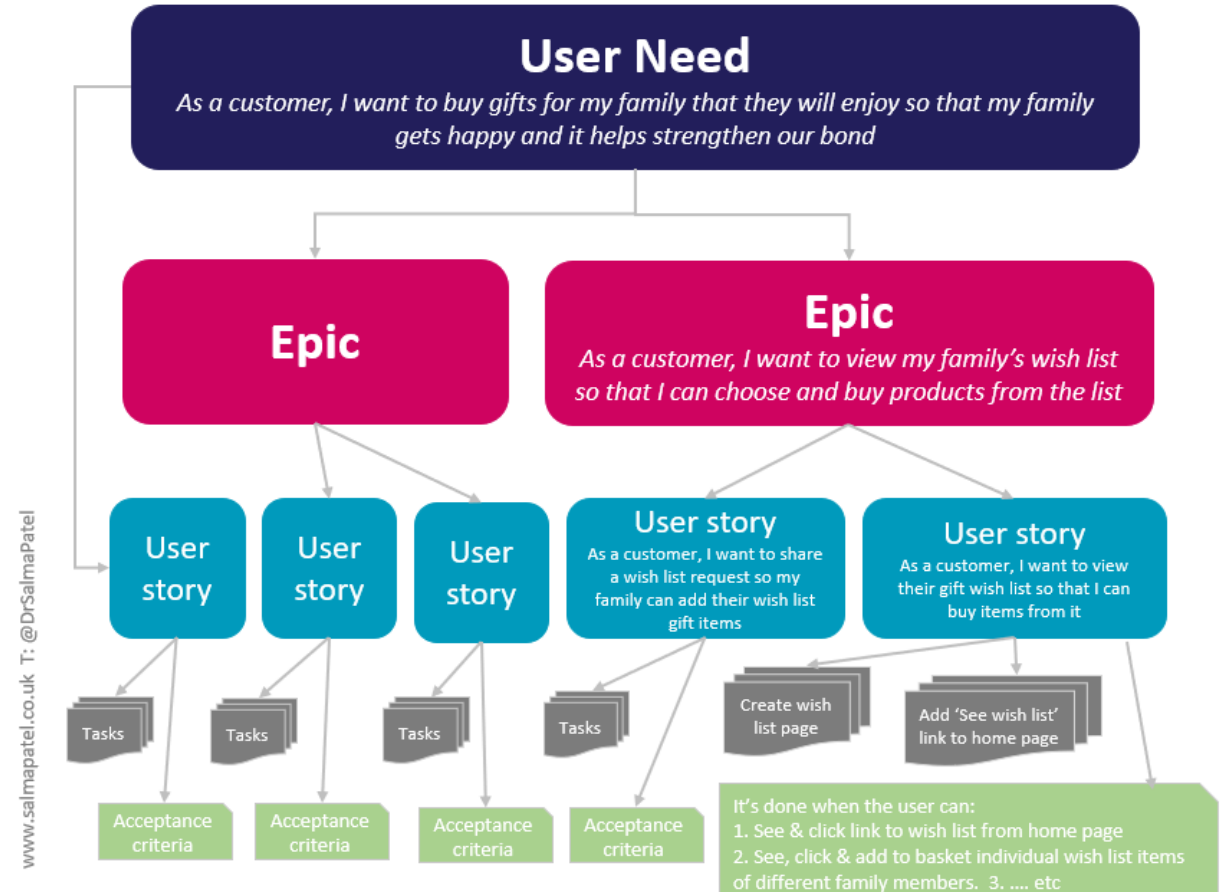 User Need
As a customer, I want to buy gifts for my family that they will enjoy so that my family
gets happy and it helps strengthen our bond
Epic
Epic
As a customer, I want to view my family's wish list
so that I can choose and buy products from the list
User
story
User
story
User
story
User story
As a customer, I want to share
a wish list request so my
family can add their wish list
gift items
User story
As a customer, I want to view
their gift wish list so that I can
buy items from it
Tasks
Tasks
Tasks
Tasks
Create wish
list page
Add ‘See wish list’
link to home page
Acceptance
criteria
Acceptance
criteria
Acceptance
criteria
Acceptance
criteria
It's done when the user can:
1. See & click link to wish list from home page
2. See, click & add to basket individual wish list items
of different family members.  3. .... etc
www.salmapatel.co.uk  T: @DrSalmaPatel